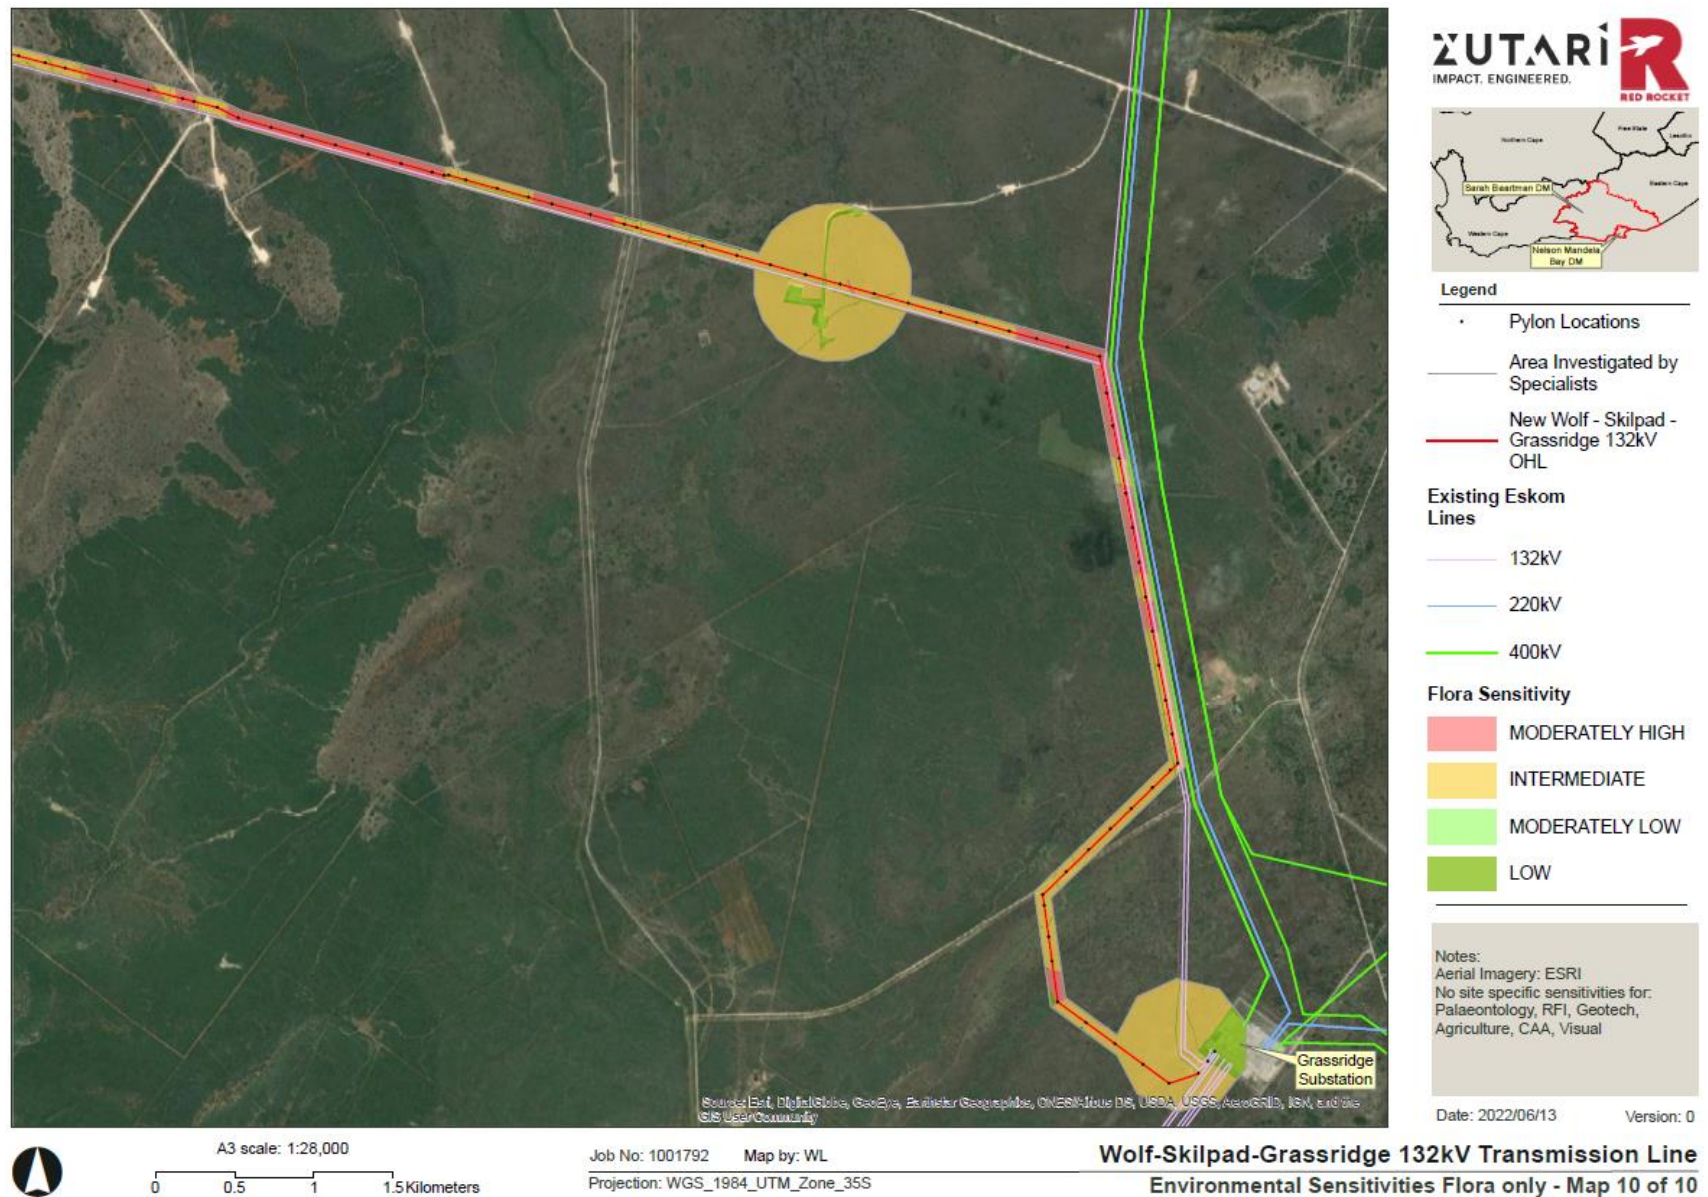 ZUTARi
IMPACT. ENGINEERED.
R
RED ROCKET
Northern Cape
Free State
Lesotho
Eastern Cape
Sarah Baartman DM
Western Cape
Nelson Mandela
Bay DM
Legend
Pylon Locations
Area Investigated by
Specialists
New Wolf - Skilpad -
Grassridge 132kV
OHL
Existing Eskom
Lines
132kV
220kV
400kV
Flora Sensitivity
MODERATELY HIGH
INTERMEDIATE
MODERATELY LOW
LOW
Notes:
Aerial Imagery: ESRI
No site specific sensitivities for:
Palaeontology, RFI, Geotech,
Agriculture, CAA, Visual
Date: 2022/06/13 Version: 0
Grassridge
Substation
Source: Esri, DigitalGlobe, GeoEye, Earthstar Geographics, CNES/Airbus DS, USDA, USGS, AeroGRID, IGN, and the
GIS User Community
A3 scale: 1:28,000
0 0.5 1 1.5 Kilometers
Job No: 1001792 Map by: WL
Projection: WGS_1984_UTM_Zone_35S
Wolf-Skilpad-Grassridge 132kV Transmission Line
Environmental Sensitivities Flora only - Map 10 of 10